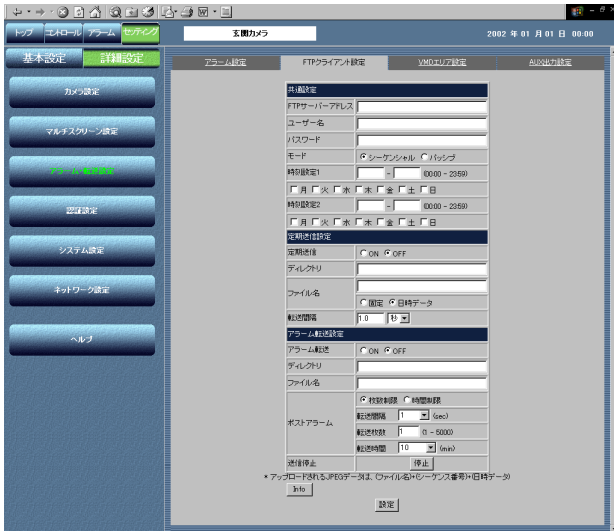 トップ コントロール アラーム セッティング 玄関カメラ 2002 年 01 月 01 日 00:00
基本設定 詳細設定
アラーム設定 FTPクライアント設定 VMDエリア設定 AUX出力設定
カメラ設定
マルチスクリーン設定
認証設定
システム設定
ネットワーク設定
ヘルプ
共通設定
FTPサーバーアドレス
ユーザー名
パスワード
モード シーケンシャル パッシブ
時刻設定1 - (00:00 - 23:59)
月 火 水 木 金 土 日
時刻設定2 - (00:00 - 23:59)
月 火 水 木 金 土 日
定期送信設定
定期送信 ON OFF
ディレクトリ
ファイル名
固定 日時データ
転送間隔 1.0 秒
アラーム転送設定
アラーム転送 ON OFF
ディレクトリ
ファイル名
ポストアラーム
枚数制限 時間制限
転送間隔 1 (sec)
転送枚数 1 (1 - 5000)
転送時間 10 (min)
送信停止 停止
* アップロードされるJPEGデータは、(ファイル名)+(シーケンス番号)+(日時データ)
Info
設定